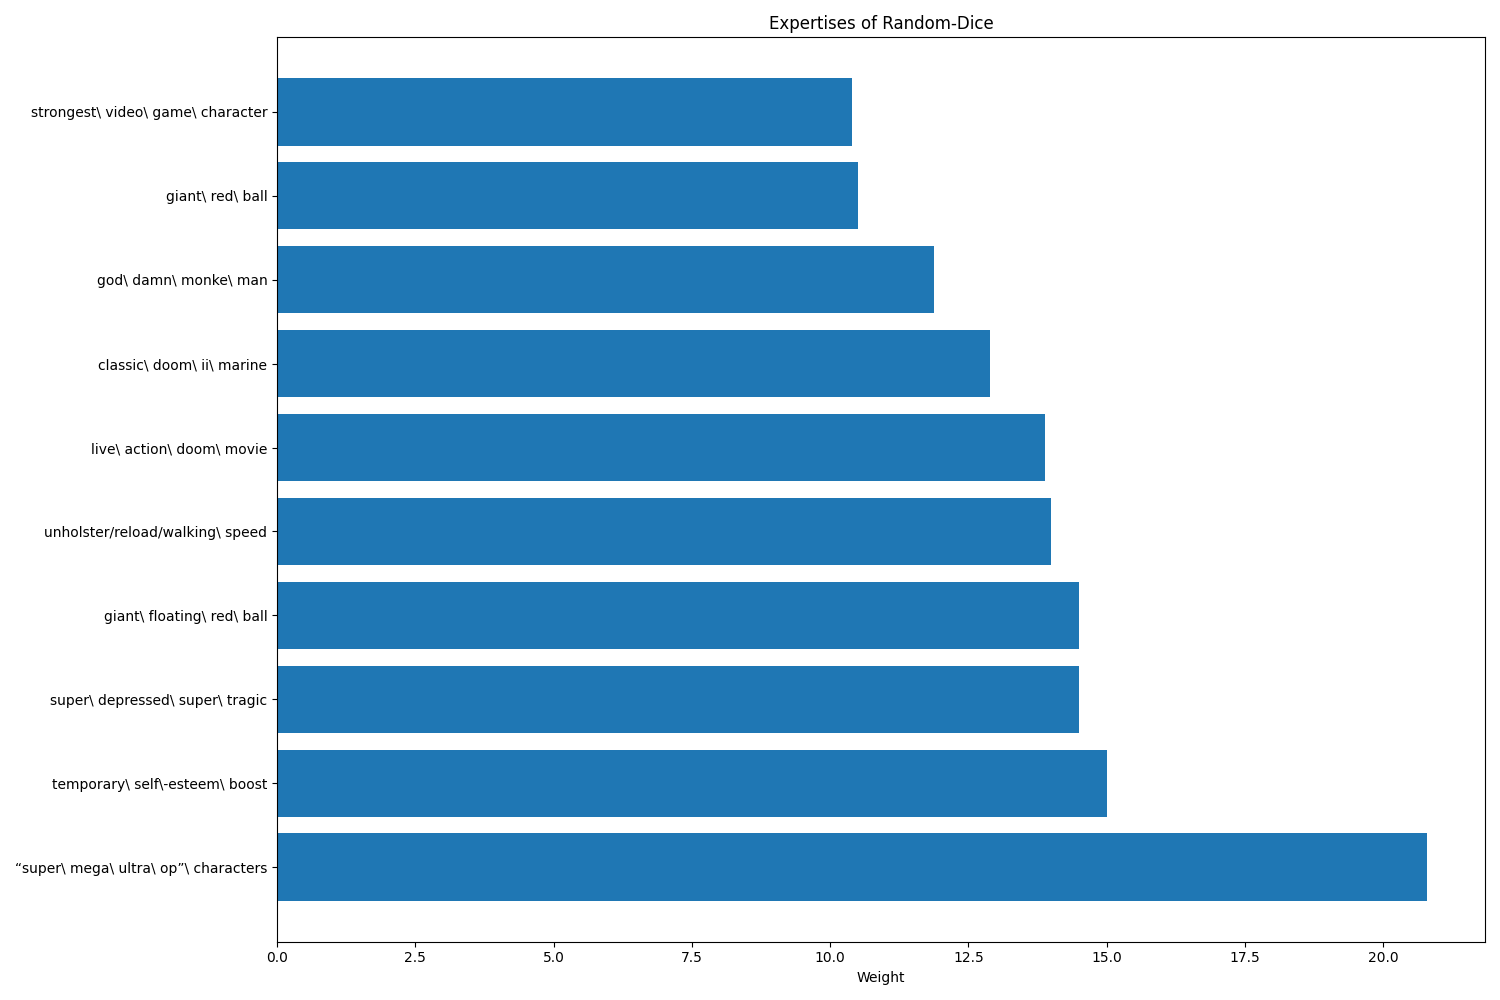 Expertises of Random-Dice
strongest\ video\ game\ character
giant\ red\ ball
god\ damn\ monke\ man
classic\ doom\ ii\ marine
live\ action\ doom\ movie
unholster/reload/walking\ speed
giant\ floating\ red\ ball
super\ depressed\ super\ tragic
temporary\ self\-esteem\ boost
“super\ mega\ ultra\ op”\ characters
0.0 2.5 5.0 7.5 10.0 12.5 15.0 17.5 20.0
Weight